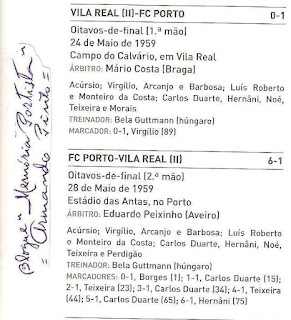 VILA REAL (II)-FC PORTO 0-1
Oitavos-de-final (1.ª mão)
24 de Maio de 1959
Campo do Calvário, em Vila Real
ÁRBITRO: Mário Costa (Braga)
Acúrsio; Virgílio, Arcanjo e Barbosa; Luís Roberto
e Monteiro da Costa; Carlos Duarte, Hernâni, Noé,
Teixeira e Morais
TREINADOR: Bela Guttmann (húngaro)
MARCADOR: 0-1, Virgílio (89)
FC PORTO-VILA REAL (II) 6-1
Oitavos-de-final (2.ª mão)
28 de Maio de 1959
Estádio das Antas, no Porto
ÁRBITRO: Eduardo Peixinho (Aveiro)
Acúrsio; Virgílio, Arcanjo e Barbosa; Luís Roberto
e Monteiro da Costa; Carlos Duarte, Hernâni, Noé,
Teixeira e Perdigão
TREINADOR: Bela Guttmann (húngaro)
MARCADORES: 0-1, Borges (1); 1-1, Carlos Duarte (15);
2-1, Teixeira (23); 3-1, Carlos Duarte (34); 4-1, Teixeira
(44); 5-1, Carlos Duarte (65); 6-1, Hernâni (75)
Blogue "Memória Portista"
Armando Pinto